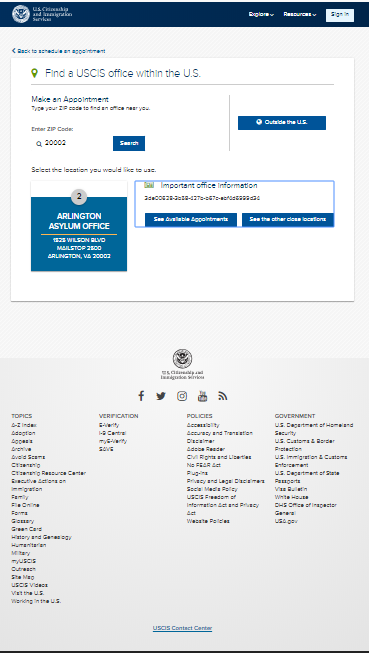 U.S. Citizenship
and Immigration
Services
Explore
Resources
Sign In
Back to schedule an appointment
Find a USCIS office within the U.S.
Make an Appointment
Type your ZIP code to find an office near you.
Enter ZIP Code:
20002
Search
Outside the U.S.
Select the location you would like to use.
2
ARLINGTON
ASYLUM OFFICE
1525 WILSON BLVD
MAILSTOP 2500
ARLINGTON, VA 20002
Important office information
See Available Appointments
See the other close locations
U.S. Citizenship and
Immigration Services
TOPICS
A-Z Index
Adoption
Appeals
Archive
Avoid Scams
Citizenship
Citizenship Resource Center
Executive Actions on
Immigration
Family
File Online
Forms
Glossary
Green Card
History and Genealogy
Humanitarian
Military
myUSCIS
Outreach
Site Map
USCIS Videos
Visit the U.S.
Working in the U.S.
VERIFICATION
E-Verify
I-9 Central
myE-Verify
SAVE
POLICIES
Accessibility
Accuracy and Translation
Disclaimer
Adobe Reader
Civil Rights and Liberties
No FEAR Act
Plug-ins
Privacy and Legal Disclaimers
Social Media Policy
USCIS Freedom of
Information Act and Privacy
Act
Website Policies
GOVERNMENT
U.S. Department of Homeland
Security
U.S. Customs & Border
Protection
U.S. Immigration & Customs
Enforcement
U.S. Department of State
Passports
Visa Bulletin
White House
DHS Office of Inspector
General
USA.gov
USCIS Contact Center